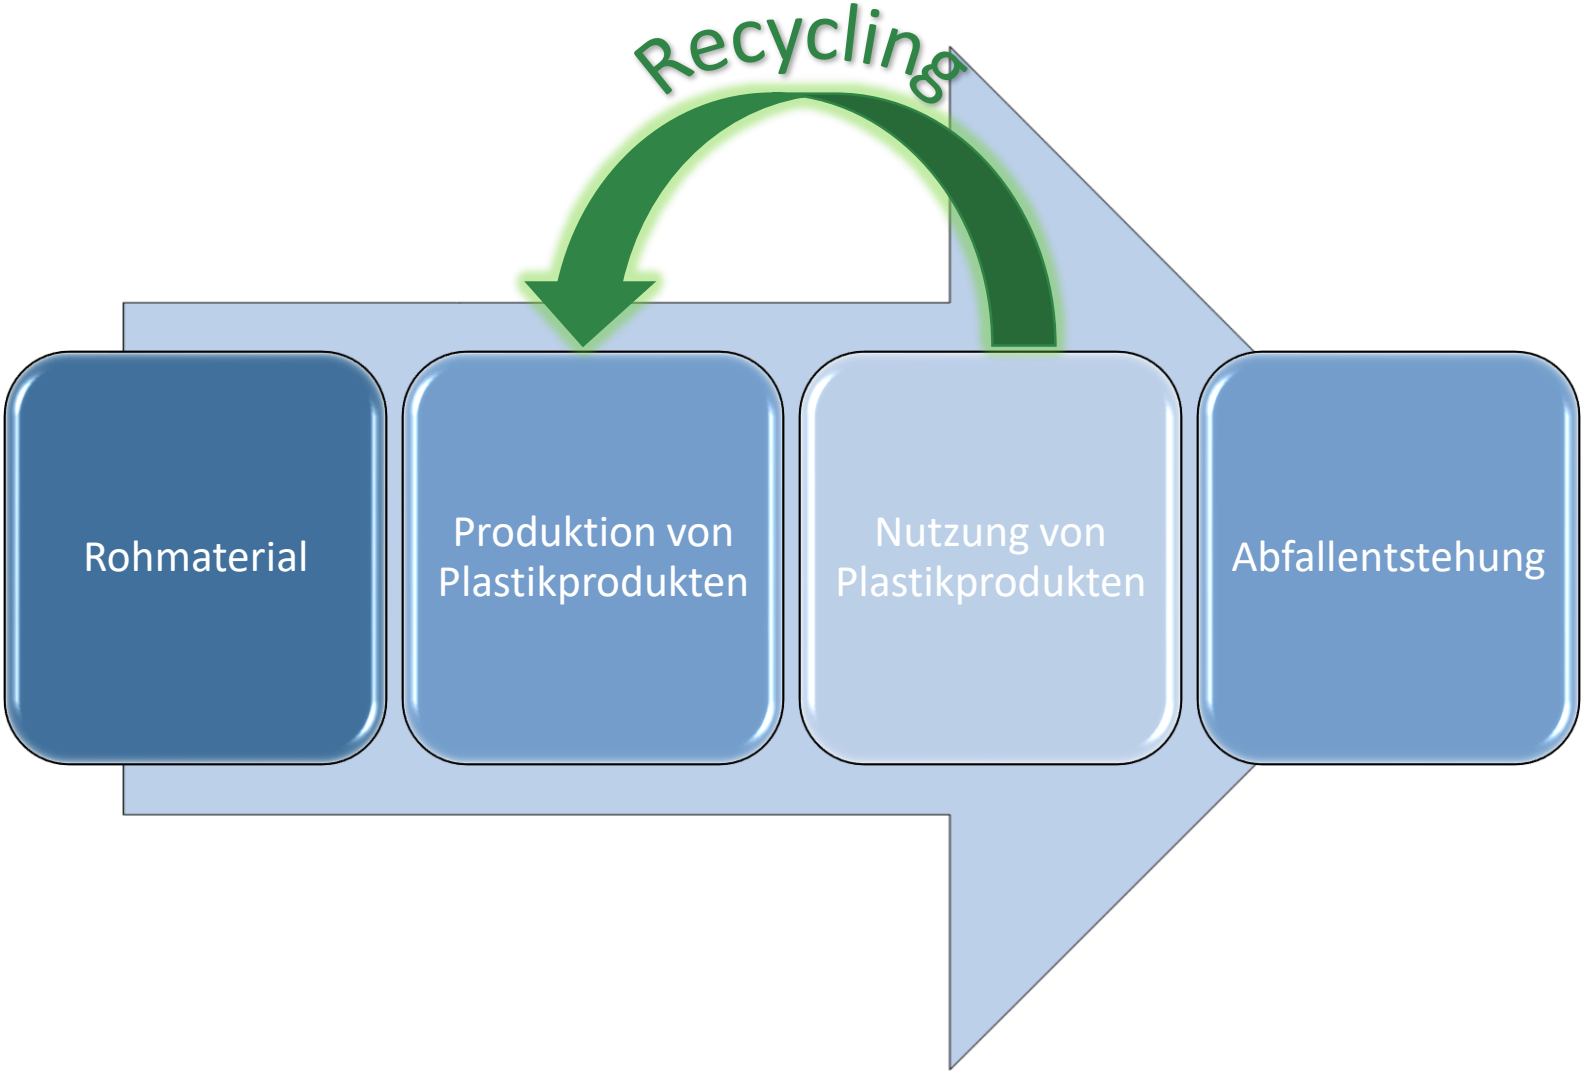 Recycling
Rohmaterial
Produktion von
Plastikprodukten
Nutzung von
Plastikprodukten
Abfallentstehung